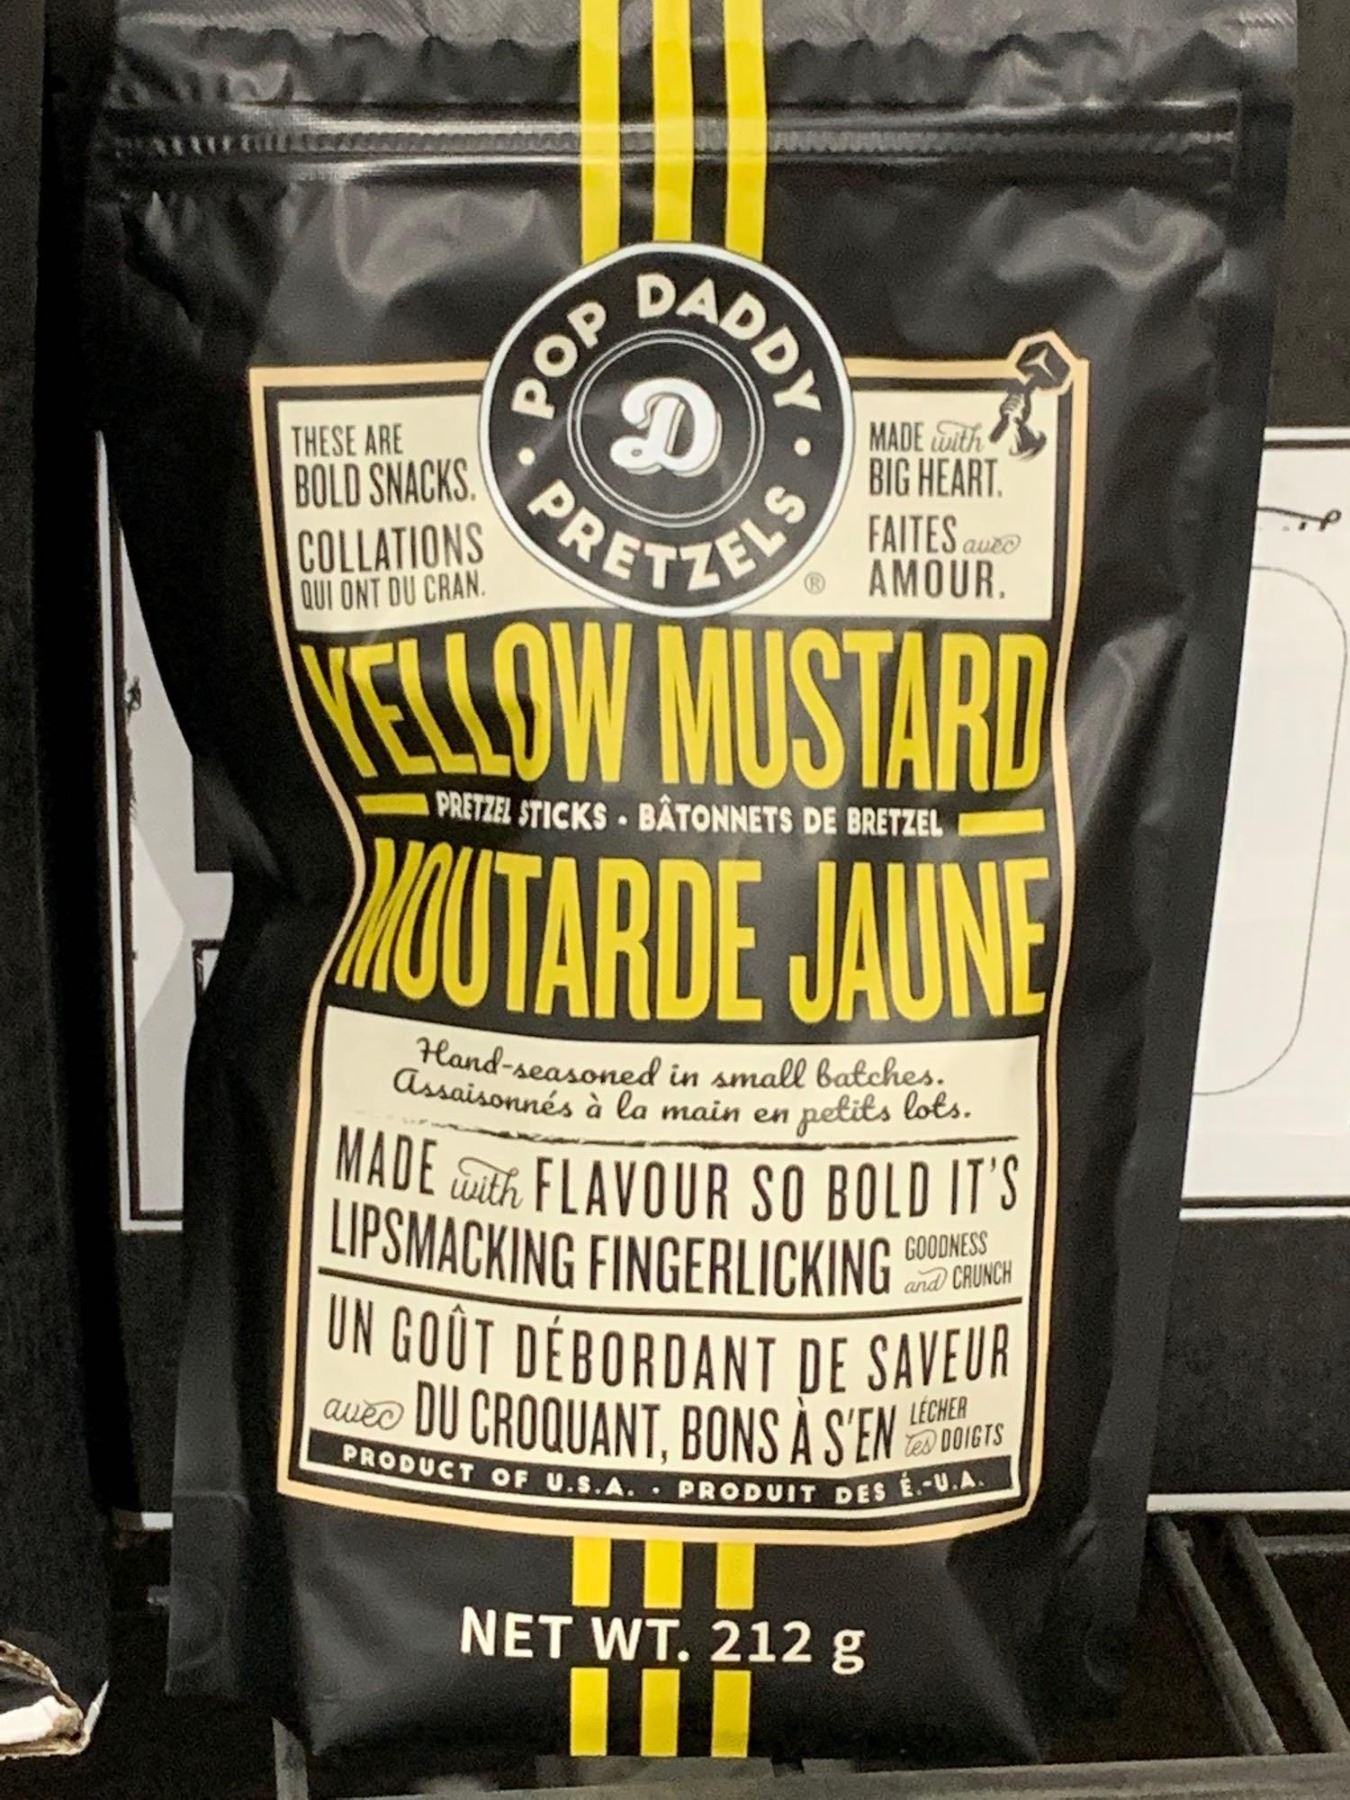 POP DADDY
D
PRETZELS
®
THESE ARE
BOLD SNACKS.
COLLATIONS
QUI ONT DU CRAN.
MADE with
BIG HEART.
FAITES avec
AMOUR.
YELLOW MUSTARD
PRETZEL STICKS • BÂTONNETS DE BRETZEL
MOUTARDE JAUNE
Hand-seasoned in small batches.
Assaisonnés à la main en petits lots.
MADE with FLAVOUR SO BOLD IT'S
LIPSMACKING FINGERLICKING GOODNESS
and CRUNCH
UN GOÛT DÉBORDANT DE SAVEUR
avec DU CROQUANT, BONS À S'EN LÉCHER
les DOIGTS
PRODUCT OF U.S.A. • PRODUIT DES É.-U.A.
NET WT. 212 g